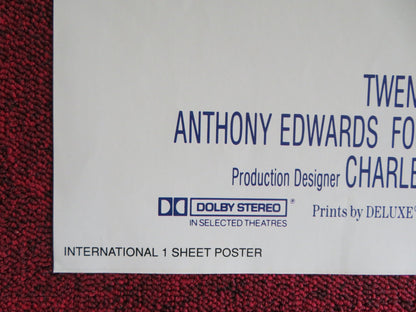 TWEN
ANTHONY EDWARDS FO
Production Designer CHARLE
DOLBY STEREO®
IN SELECTED THEATRES
Prints by DELUXE®
INTERNATIONAL 1 SHEET POSTER